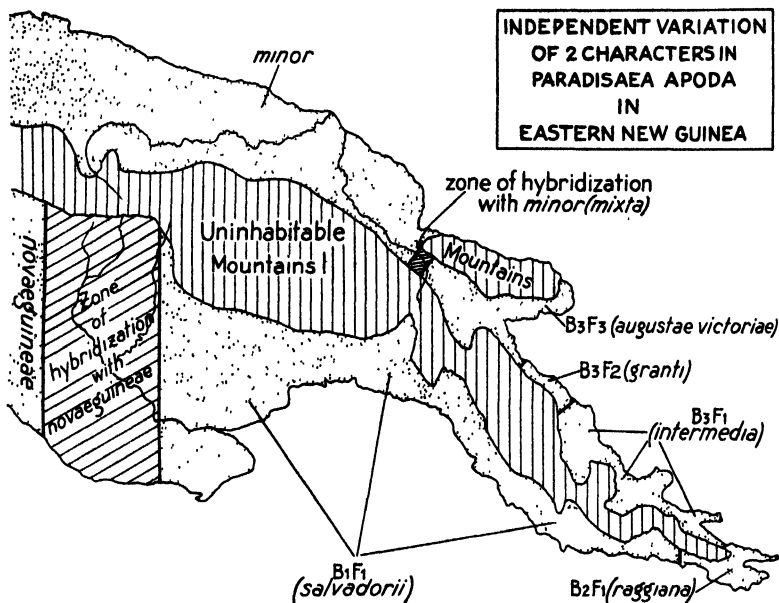 INDEPENDENT VARIATION
OF 2 CHARACTERS IN
PARADISAEA APODA
IN
EASTERN NEW GUINEA
minor
zone of hybridization
with minor (mixta)
Uninhabitable
Mountains!
Mountains
novaeguineae
Zone
of
hybridization
with
novaeguineae
B3F3 (augustae victoriae)
B3F2 (granti)
B3F1
(intermedia)
B1F1
(salvadorii)
B2F1 (raggiana)